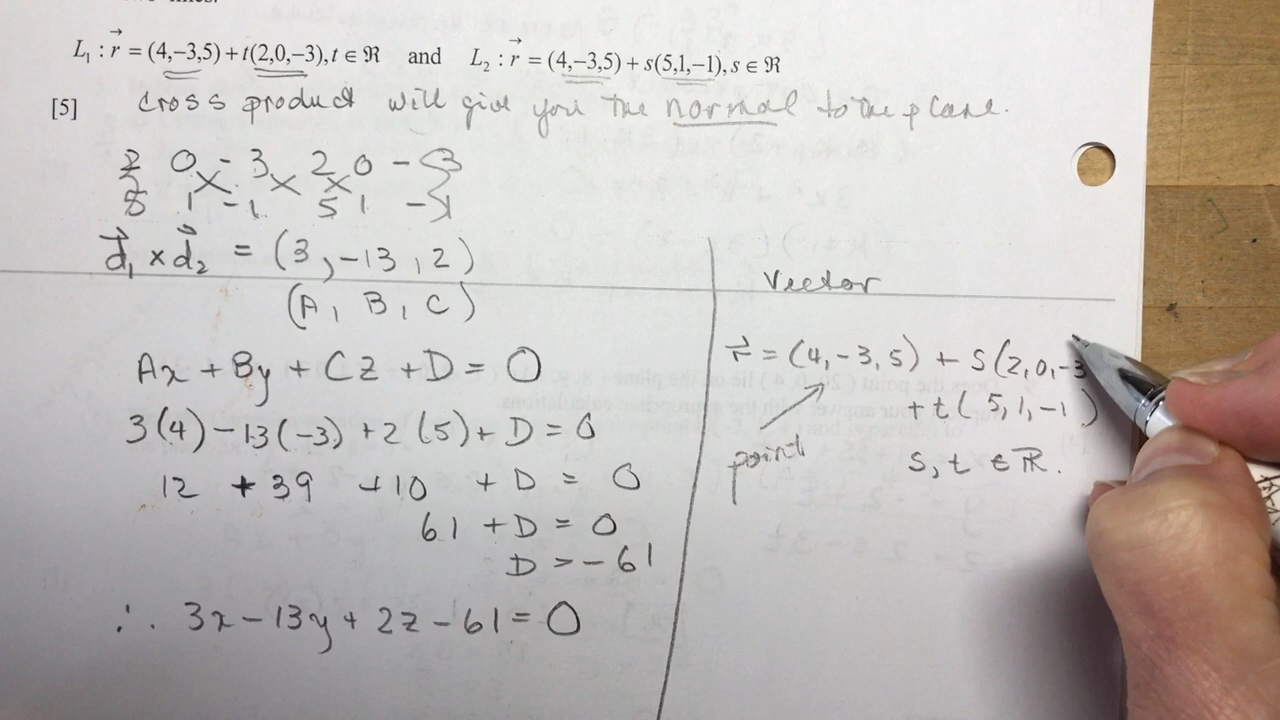 L₁ : r⃗ = (4,−3,5) + t(2,0,−3), t ∈ ℜ and L₂ : r⃗ = (4,−3,5) + s(5,1,−1), s ∈ ℜ
[5] Cross product will give you the normal to the plane.
2 0 -3 2 0 -3
5 1 -1 5 1 -1
d⃗₁ × d⃗₂ = (3, -13, 2)
(A, B, C)
Ax + By + Cz + D = 0
3(4) - 13(-3) + 2(5) + D = 0
12 + 39 + 10 + D = 0
61 + D = 0
D = -61
∴ 3x - 13y + 2z - 61 = 0
Vector
r⃗ = (4, -3, 5) + s(2, 0, -3
+ t(5, 1, -1)
point
s, t ∈ ℝ.